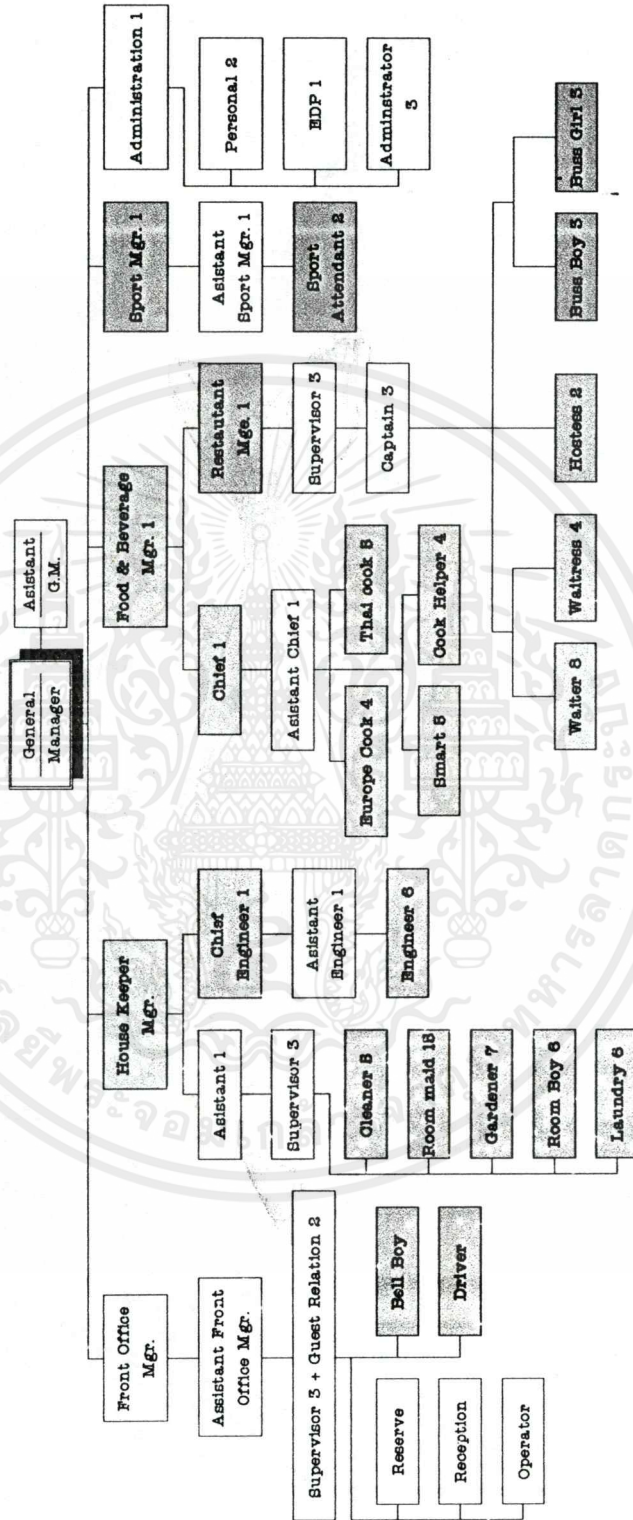 General
Manager
Asistant
G.M.
Front Office
Mgr.
House Keeper
Mgr.
Food & Beverage
Mgr. 1
Sport Mgr. 1
Administration 1
Assistant Front
Office Mgr.
Supervisor 3 + Guest Relation 2
Reserve
Reception
Operator
Bell Boy
Driver
Asistant 1
Supervisor 3
Cleaner 8
Room maid 18
Gardener 7
Room Boy 6
Laundry 6
Chief
Engineer 1
Asistant
Engineer 1
Engineer 6
Chief 1
Asistant Chief 1
Europe Cook 4
Thai cook 8
Smart 8
Cook Helper 4
Restautant
Mge. 1
Supervisor 3
Captain 3
Waiter 8
Waitress 4
Hostess 2
Buss Boy 3
Buss Girl 3
Asistant
Sport Mgr. 1
Sport
Attendant 2
Personal 2
EDP 1
Adminstrator
3